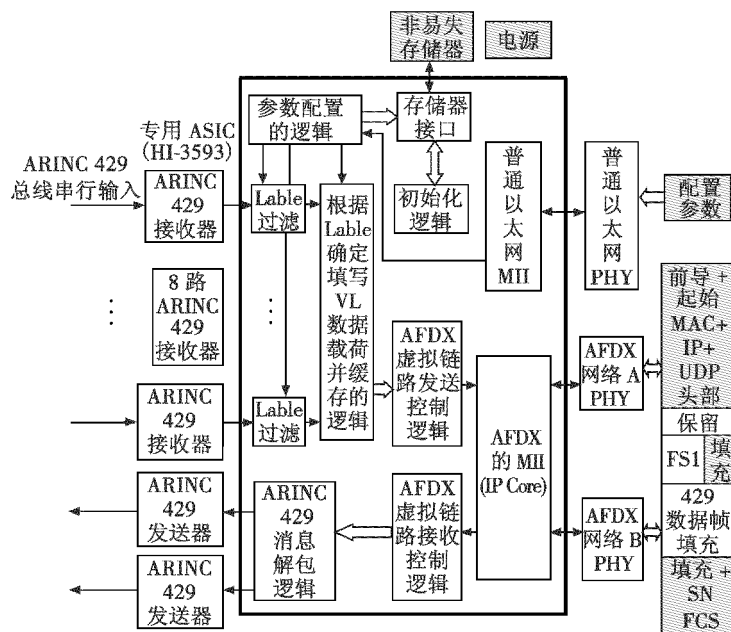 非易失
存储器
电源
参数配置
的逻辑
存储器
接口
专用 ASIC
(HI-3593)
ARINC 429
总线串行输入
ARINC
429
接收器
Lable
过滤
根据
Lable
确定
填写
VL
数据
载荷
并缓
存的
逻辑
初始化
逻辑
普
通
以
太
网
MII
普
通
以
太
网
PHY
配置
参数
8 路
ARINC
429
接收器
前导 +
起始
MAC+
IP+
UDP
头部
保留
FS1
填
充
429
数据帧
填充
填充 +
SN
FCS
AFDX
虚拟链
路发送
控制
逻辑
AFDX
网络 A
PHY
ARINC
429
接收器
Lable
过滤
AFDX
的 MII
(IP Core)
ARINC
429
发送器
ARINC
429
消息
解包
逻辑
AFDX
虚拟链
路接收
控制
逻辑
AFDX
网络 B
PHY
ARINC
429
发送器